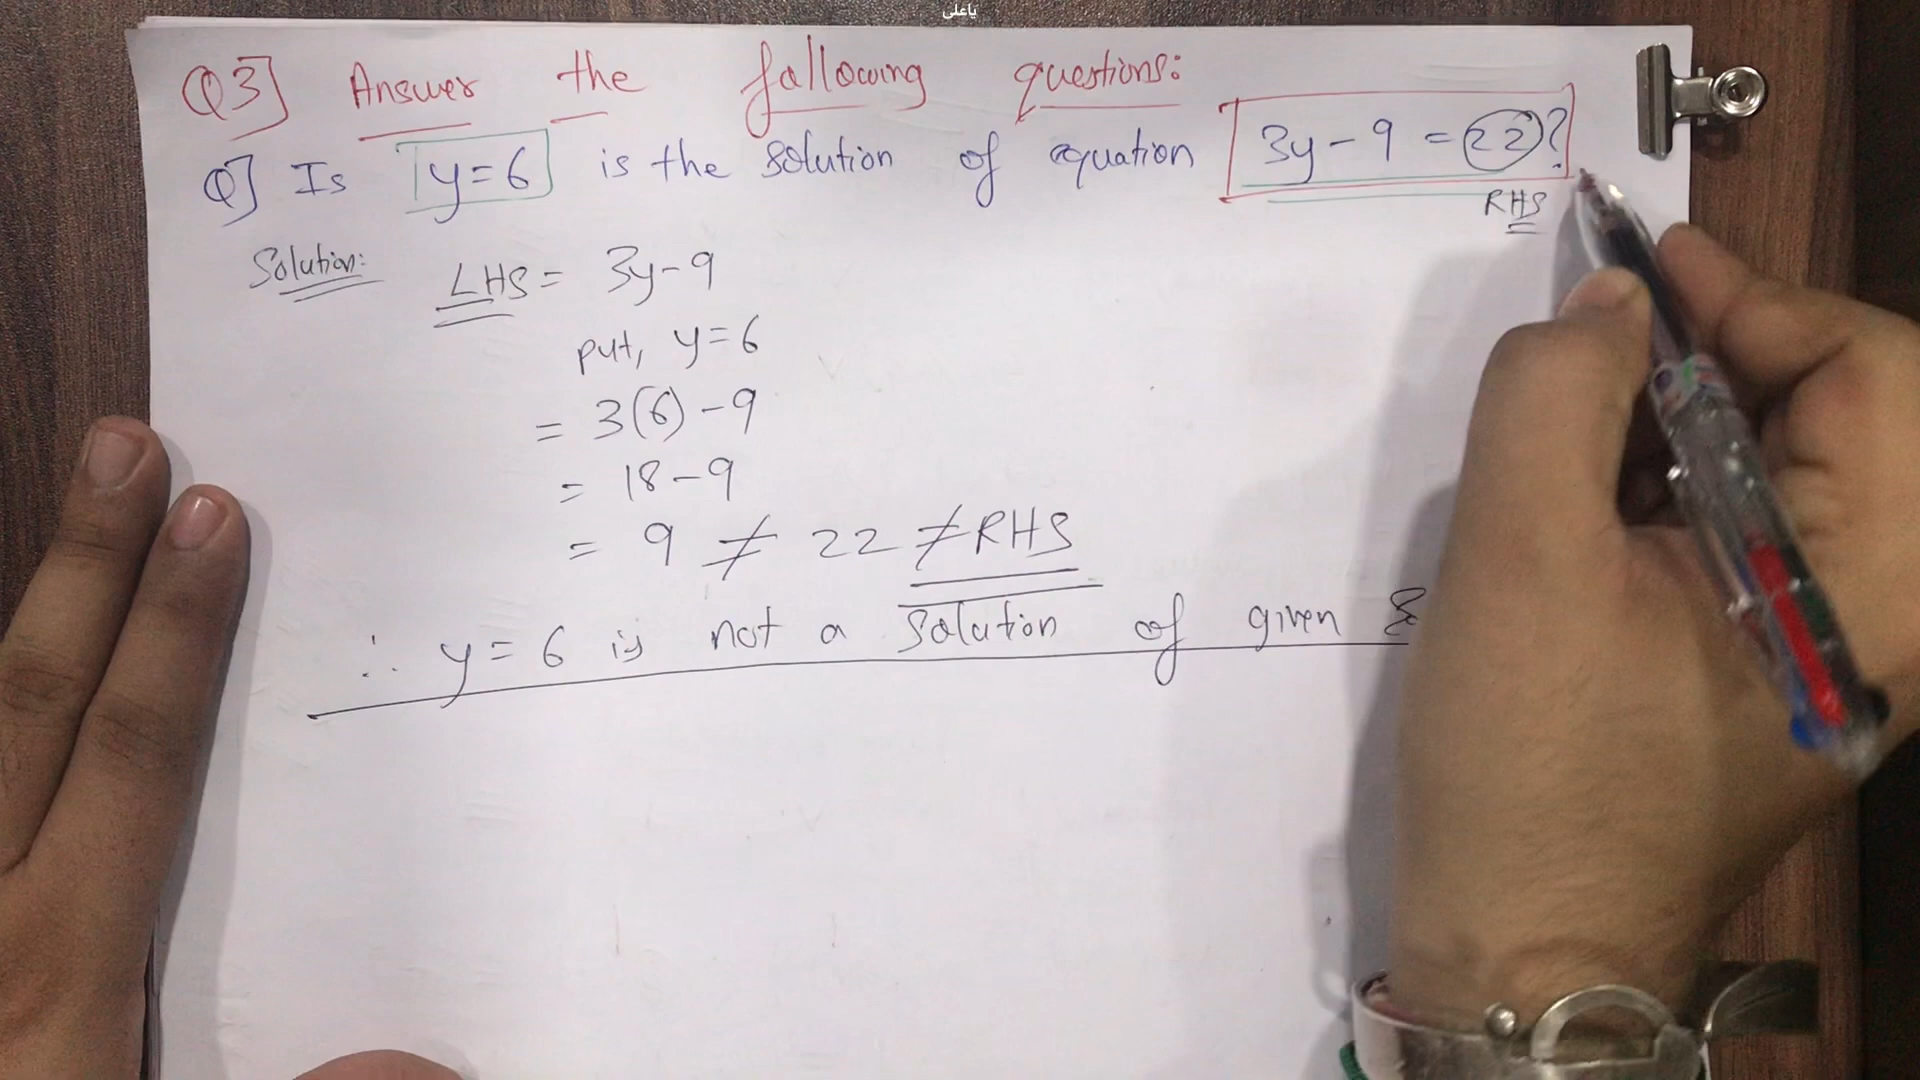 ياعلى
Q3] Answer the following questions:
Q] Is y=6 is the solution of equation 3y-9 = 22?
RHS
Solution: LHS = 3y-9
put, y=6
= 3(6)-9
= 18-9
= 9 ≠ 22 ≠ RHS
∴ y=6 is not a solution of given